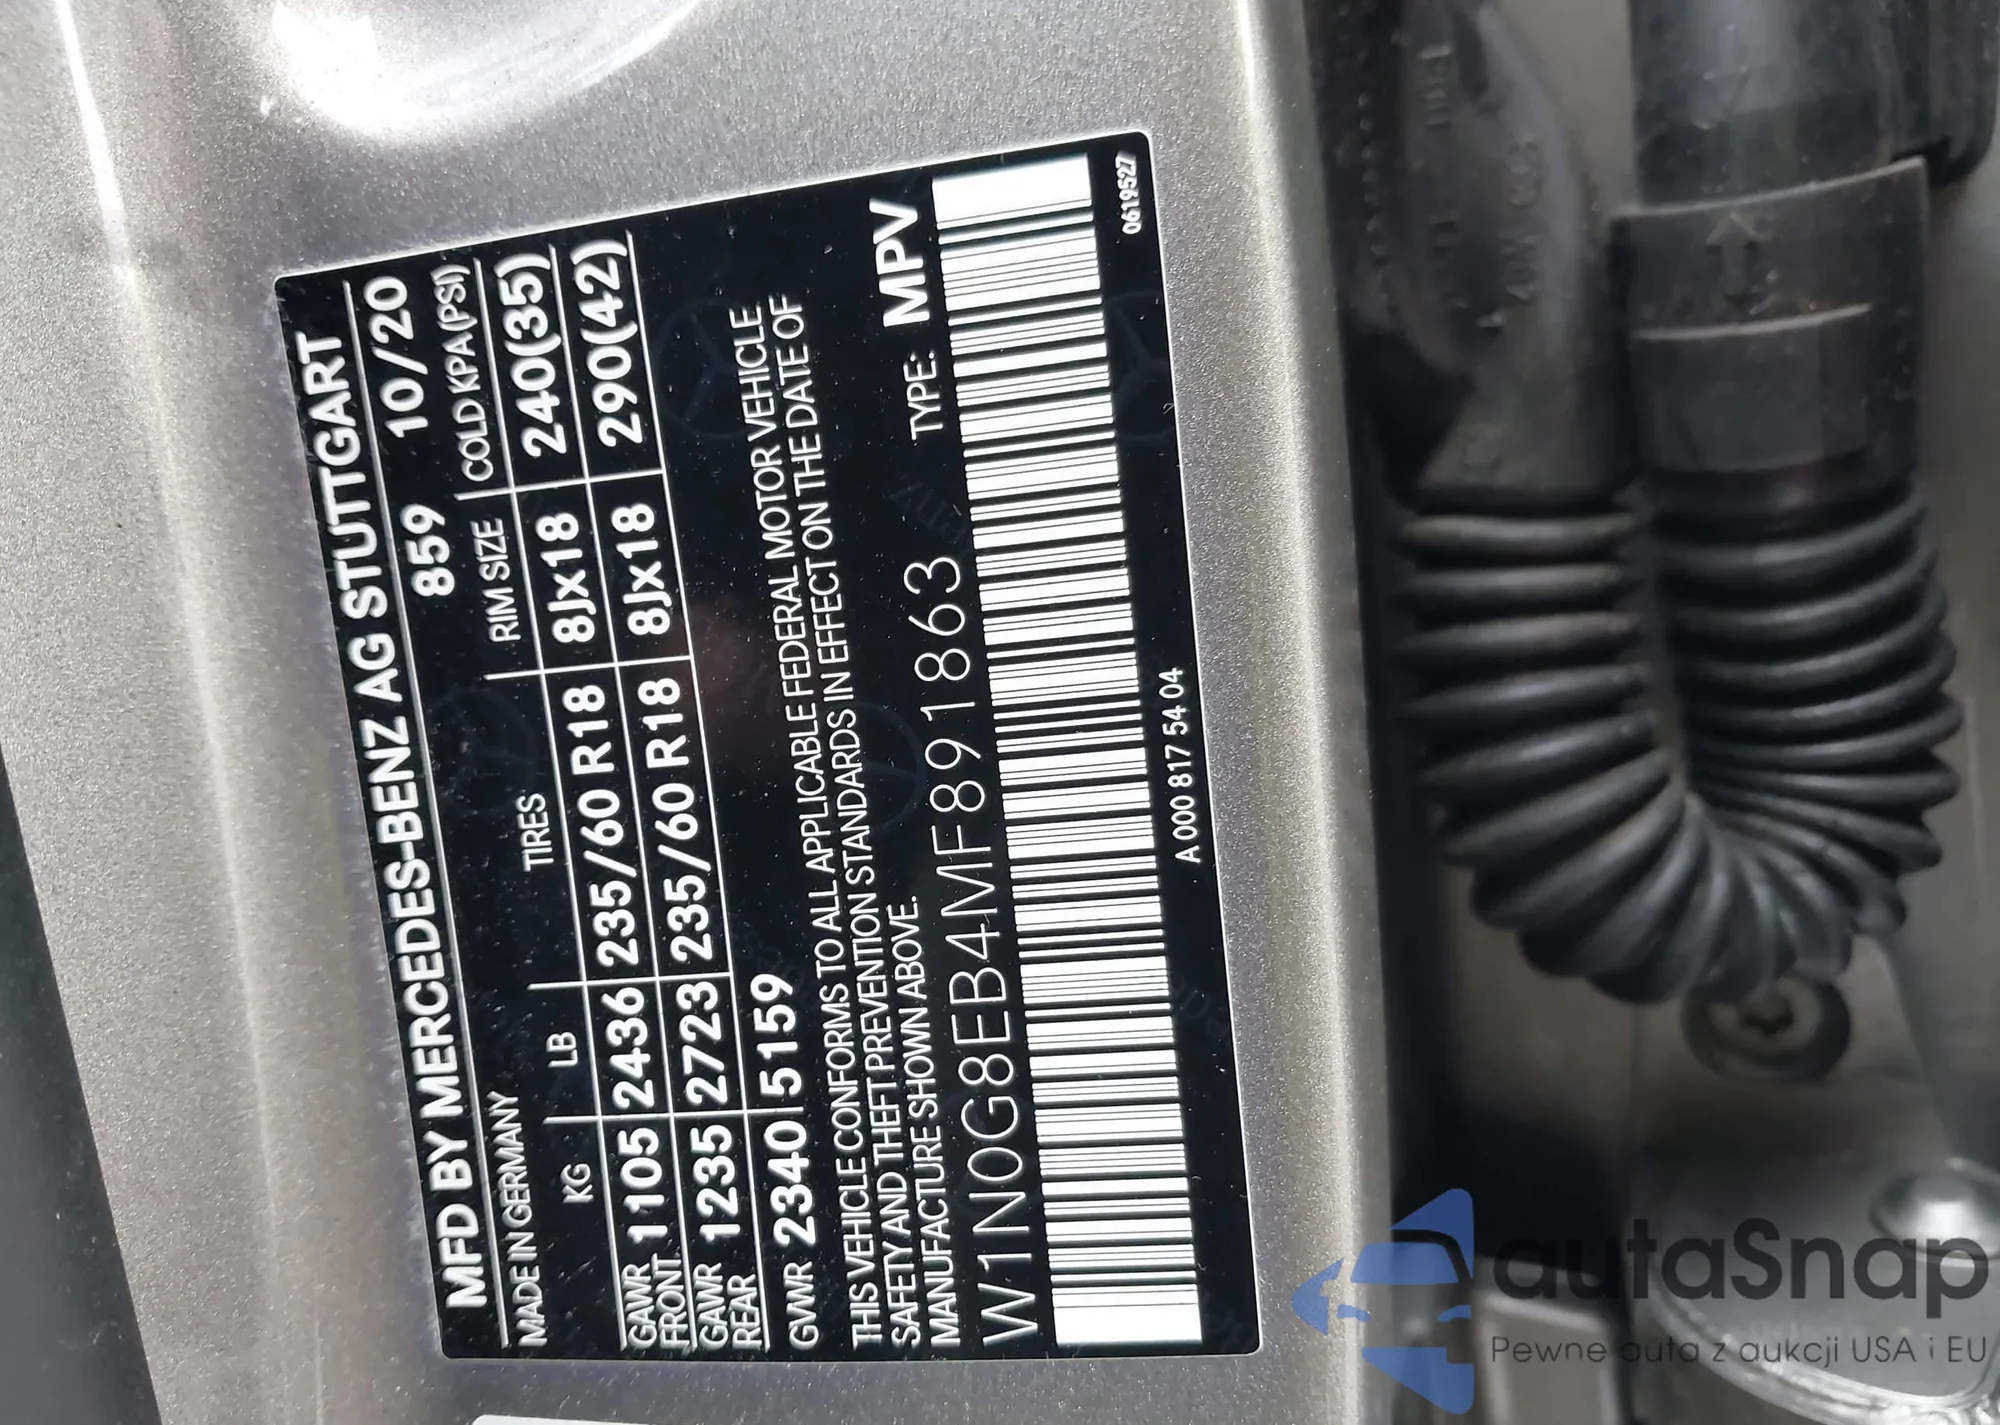 MFD BY MERCEDES-BENZ AG STUTTGART
MADE IN GERMANY 859 10/20
KG LB TIRES RIM SIZE COLD KPA(PSI)
GAWR FRONT 1105 2436 235/60 R18 8Jx18 240(35)
GAWR REAR 1235 2723 235/60 R18 8Jx18 290(42)
GVWR 2340 5159
THIS VEHICLE CONFORMS TO ALL APPLICABLE FEDERAL MOTOR VEHICLE
SAFETY AND THEFT PREVENTION STANDARDS IN EFFECT ON THE DATE OF
MANUFACTURE SHOWN ABOVE.
W1N0G8EB4MF891863 TYPE: MPV
A 000 817 54 04
0619527
autaSnap
Pewne auta z aukcji USA i EU